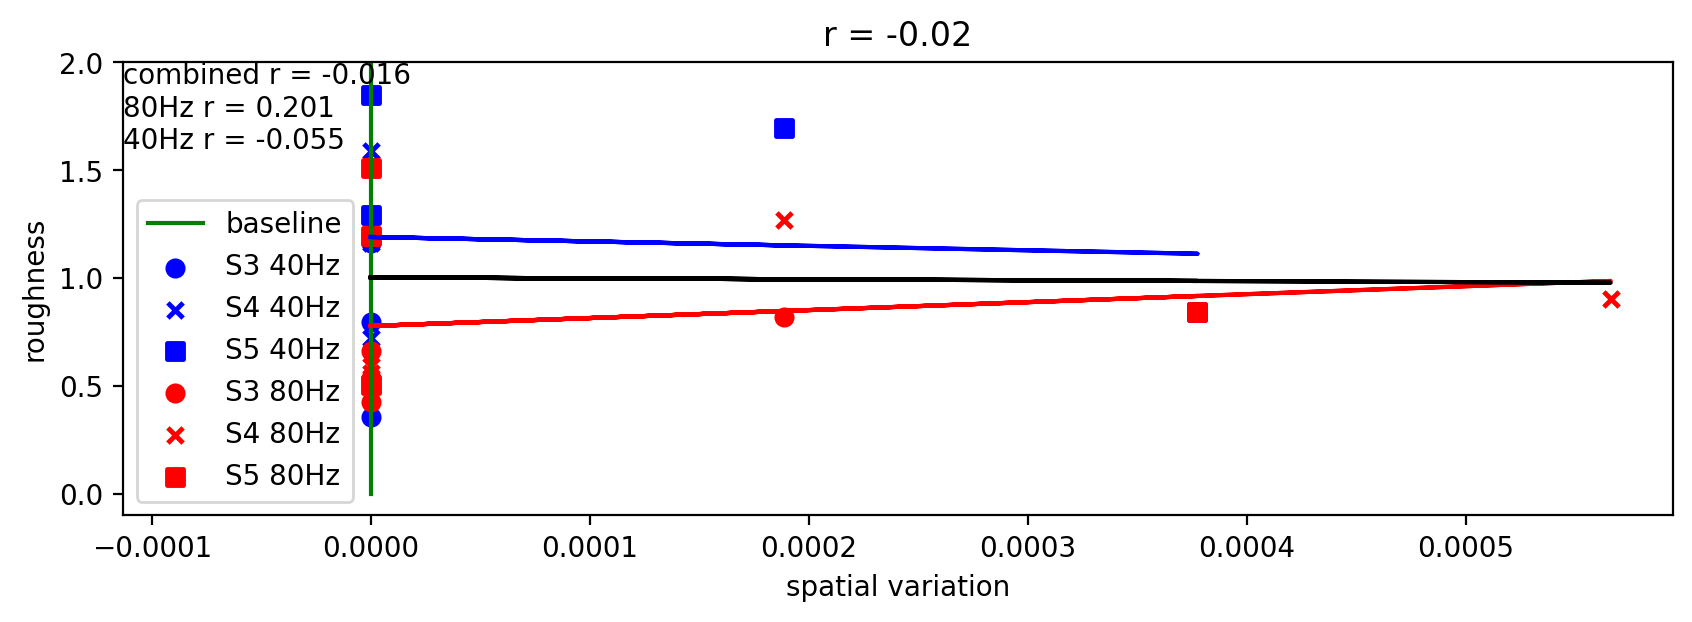 r = -0.02
combined r = -0.016
80Hz r = 0.201
40Hz r = -0.055
baseline
S3 40Hz
S4 40Hz
S5 40Hz
S3 80Hz
S4 80Hz
S5 80Hz
roughness
2.0
1.5
1.0
0.5
0.0
−0.0001 0.0000 0.0001 0.0002 0.0003 0.0004 0.0005
spatial variation